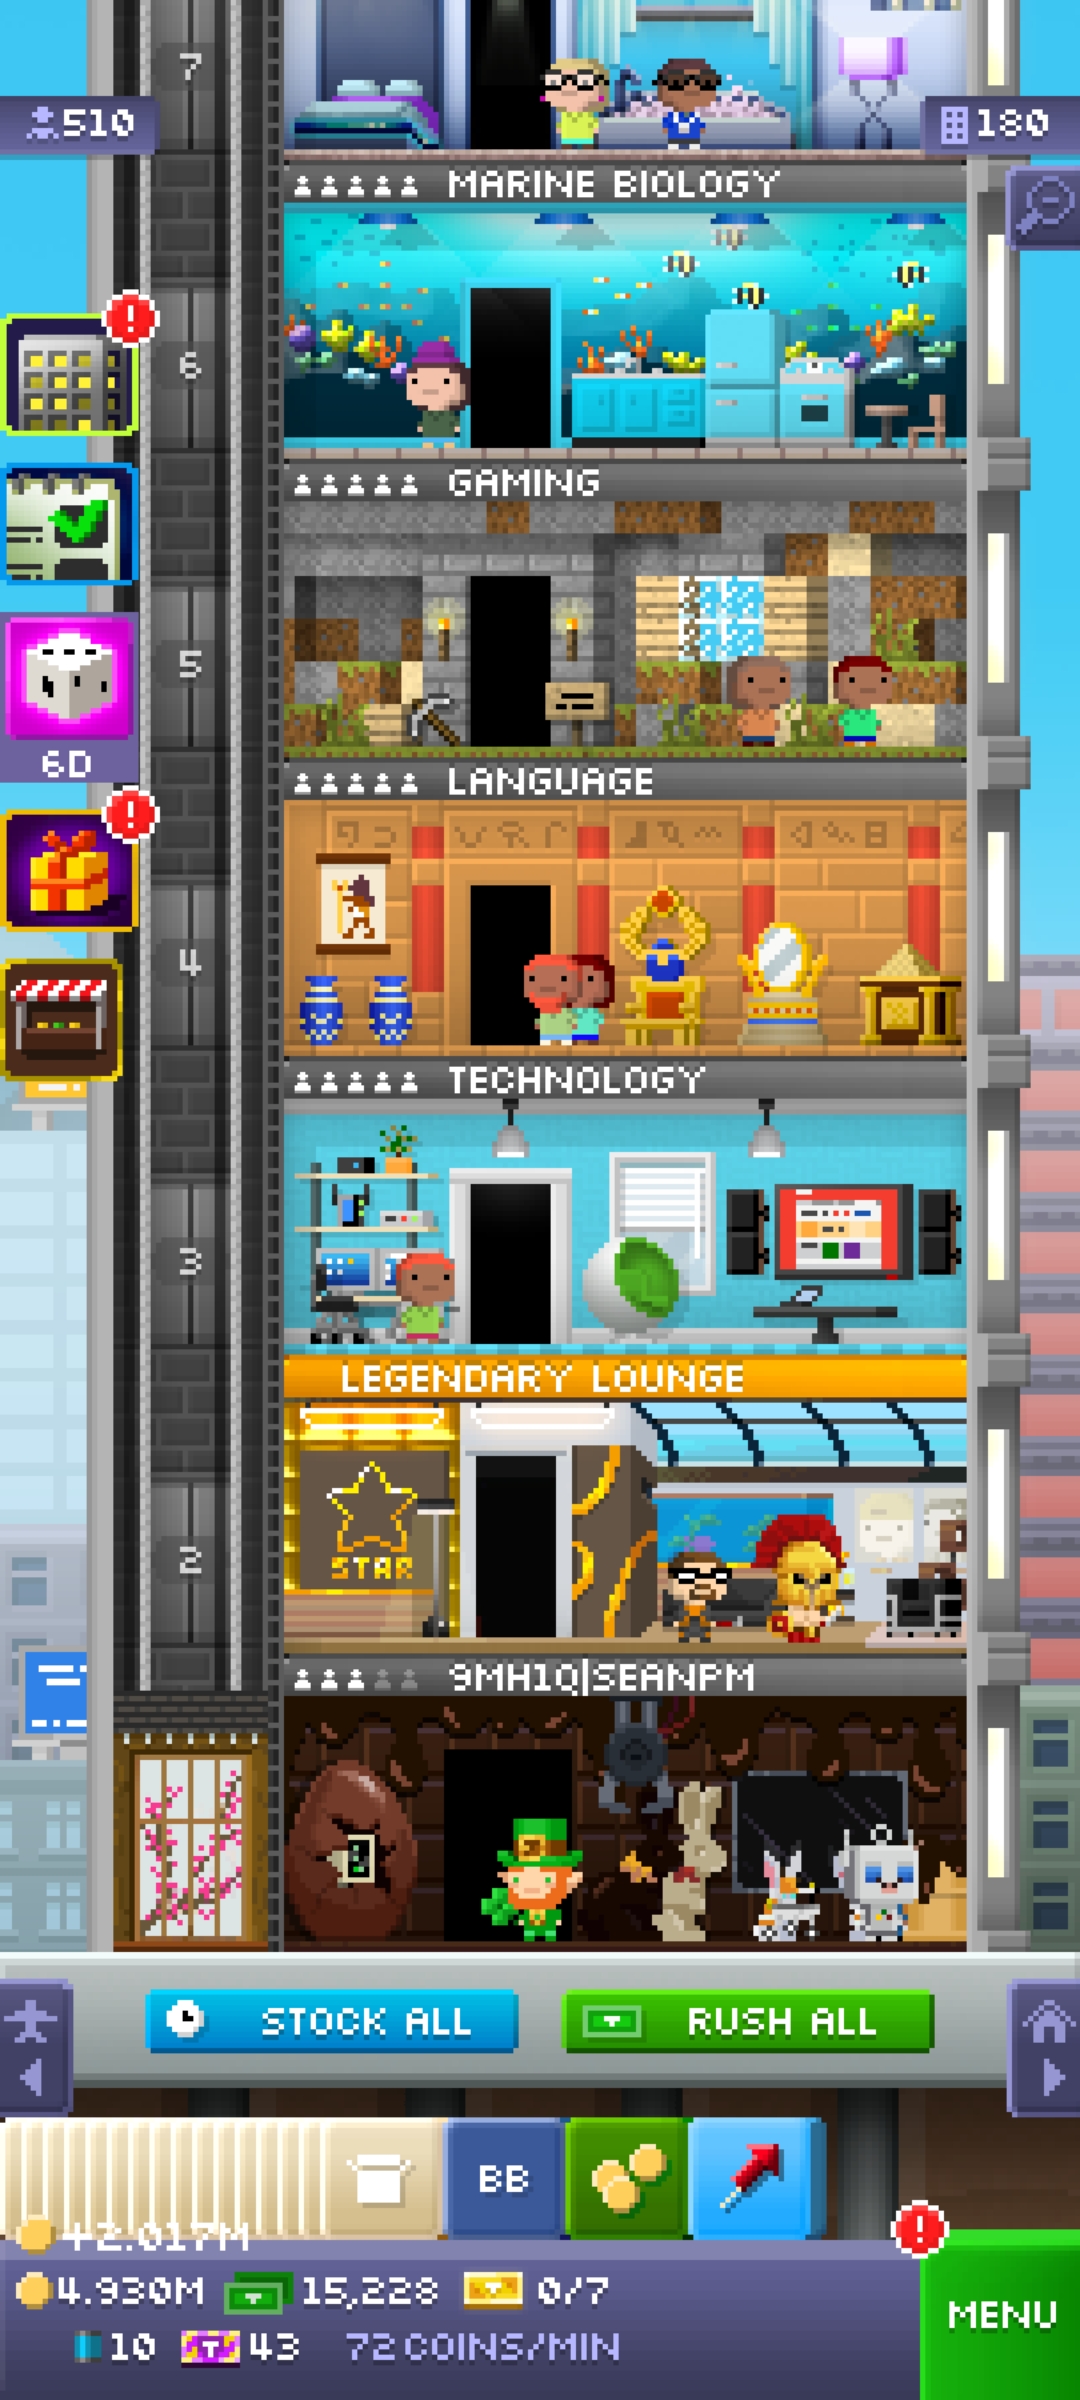 7
510
180
MARINE BIOLOGY
6
GAMING
5
6D
LANGUAGE
4
TECHNOLOGY
3
LEGENDARY LOUNGE
STAR
2
9MH1Q|SEANPM
STOCK ALL
RUSH ALL
BB
+2.017M
4.930M
15,228
0/7
MENU
10
43
72 COINS/MIN